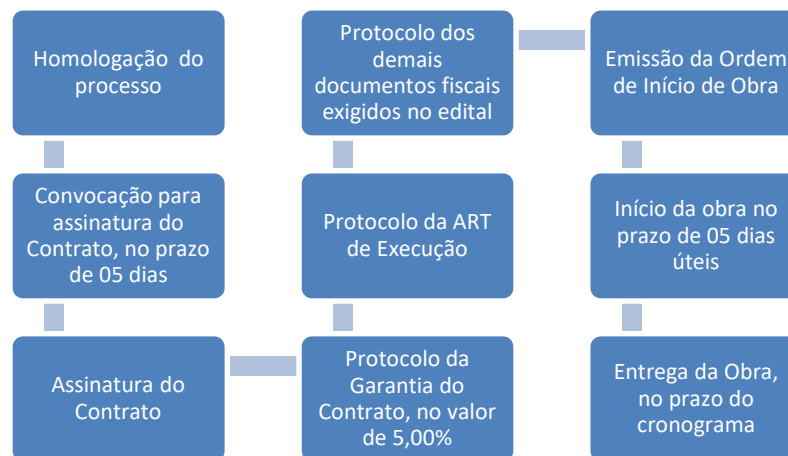 Homologação do
processo
Convocação para
assinatura do
Contrato, no prazo
de 05 dias
Assinatura do
Contrato
Protocolo da
Garantia do
Contrato, no valor
de 5,00%
Protocolo da ART
de Execução
Protocolo dos
demais
documentos fiscais
exigidos no edital
Emissão da Ordem
de Início de Obra
Início da obra no
prazo de 05 dias
úteis
Entrega da Obra,
no prazo do
cronograma